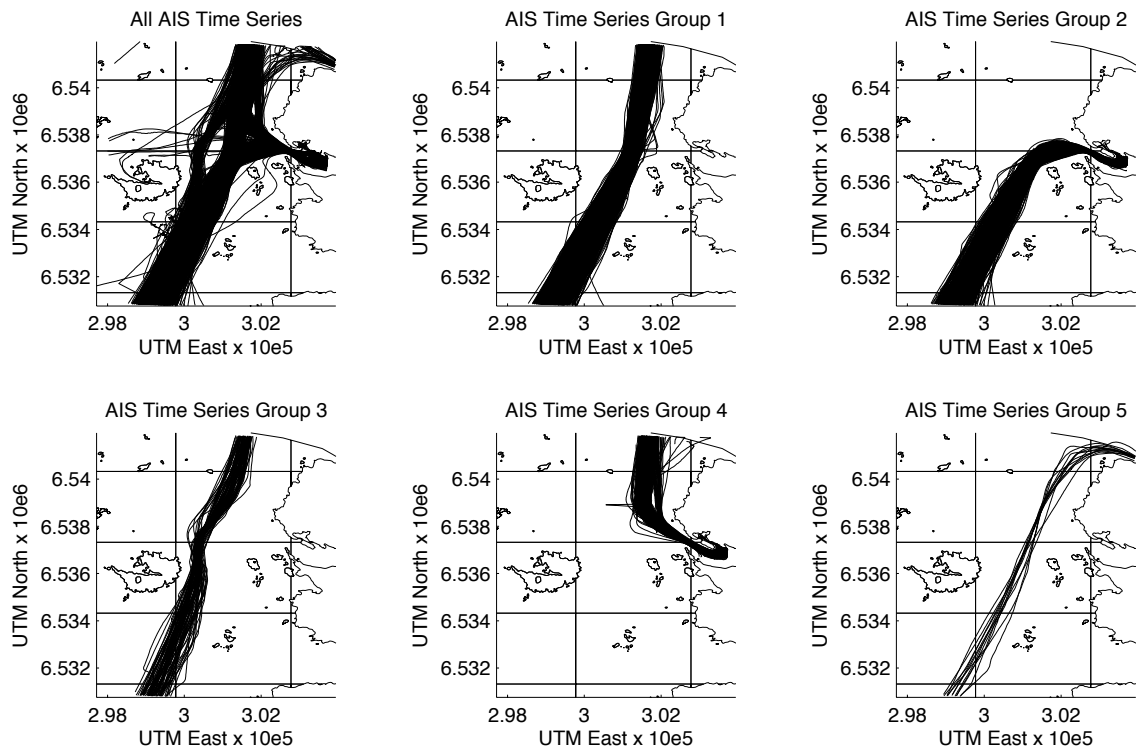 All AIS Time Series
AIS Time Series Group 1
AIS Time Series Group 2
UTM North x 10e6
6.54
6.538
6.536
6.534
6.532
2.98 3 3.02
UTM East x 10e5
UTM North x 10e6
6.54
6.538
6.536
6.534
6.532
2.98 3 3.02
UTM East x 10e5
UTM North x 10e6
6.54
6.538
6.536
6.534
6.532
2.98 3 3.02
UTM East x 10e5
AIS Time Series Group 3
AIS Time Series Group 4
AIS Time Series Group 5
UTM North x 10e6
6.54
6.538
6.536
6.534
6.532
2.98 3 3.02
UTM East x 10e5
UTM North x 10e6
6.54
6.538
6.536
6.534
6.532
2.98 3 3.02
UTM East x 10e5
UTM North x 10e6
6.54
6.538
6.536
6.534
6.532
2.98 3 3.02
UTM East x 10e5